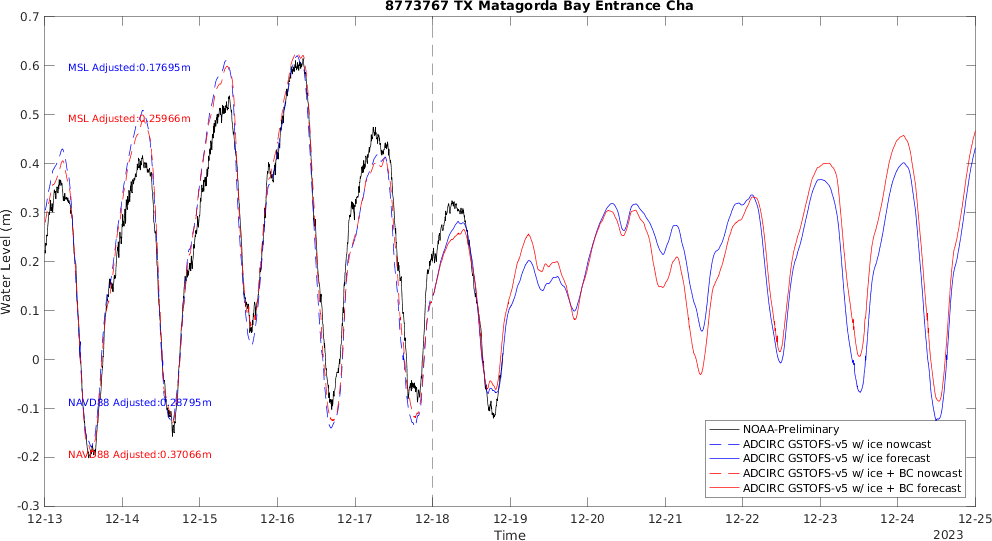 8773767 TX Matagorda Bay Entrance Cha
0.7
0.6
0.5
0.4
0.3
0.2
0.1
0
-0.1
-0.2
-0.3
Water Level (m)
MSL Adjusted:0.17695m
MSL Adjusted:0.25966m
NAVD88 Adjusted:0.28795m
NAVD88 Adjusted:0.37066m
NOAA-Preliminary
ADCIRC GSTOFS-v5 w/ ice nowcast
ADCIRC GSTOFS-v5 w/ ice forecast
ADCIRC GSTOFS-v5 w/ ice + BC nowcast
ADCIRC GSTOFS-v5 w/ ice + BC forecast
12-13 12-14 12-15 12-16 12-17 12-18 12-19 12-20 12-21 12-22 12-23 12-24 12-25
Time
2023